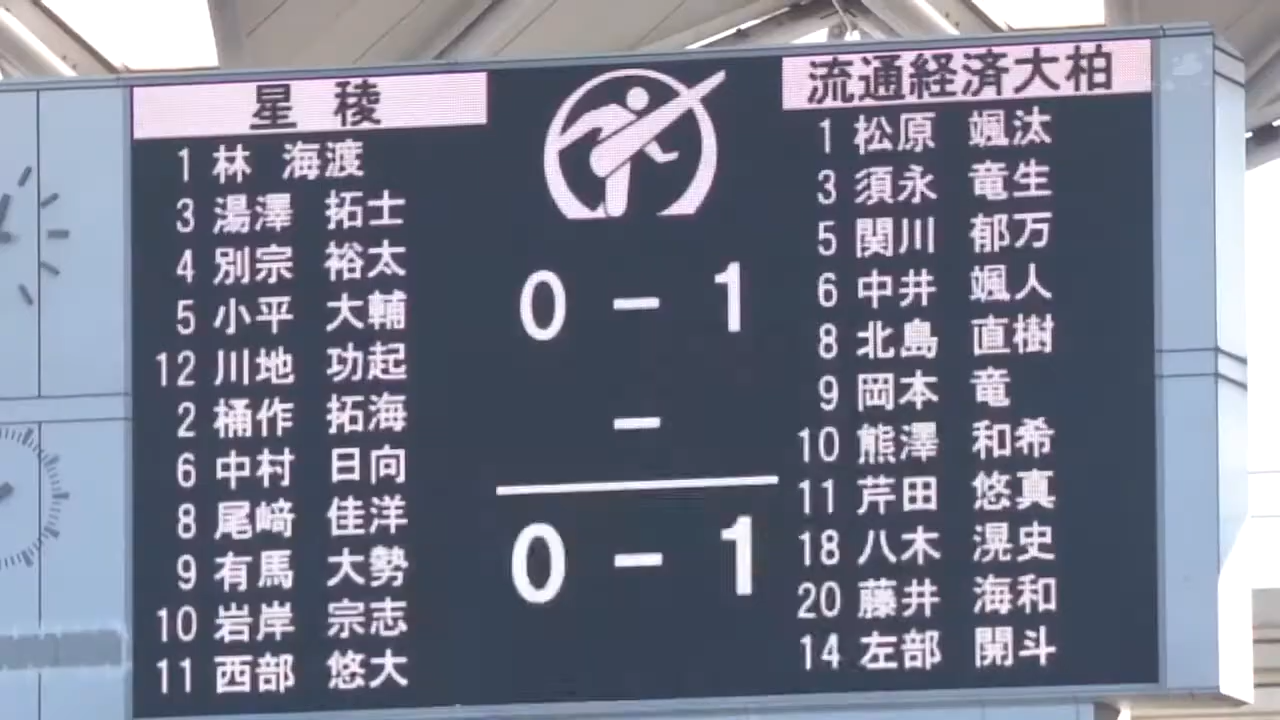 星 稜
1 林 海渡
3 湯澤 拓士
4 別宗 裕太
5 小平 大輔
12 川地 功起
2 桶作 拓海
6 中村 日向
8 尾﨑 佳洋
9 有馬 大勢
10 岩岸 宗志
11 西部 悠大
0 - 1
-
0 - 1
流通経済大柏
1 松原 颯汰
3 須永 竜生
5 関川 郁万
6 中井 颯人
8 北島 直樹
9 岡本 竜
10 熊澤 和希
11 芹田 悠真
18 八木 滉史
20 藤井 海和
14 左部 開斗